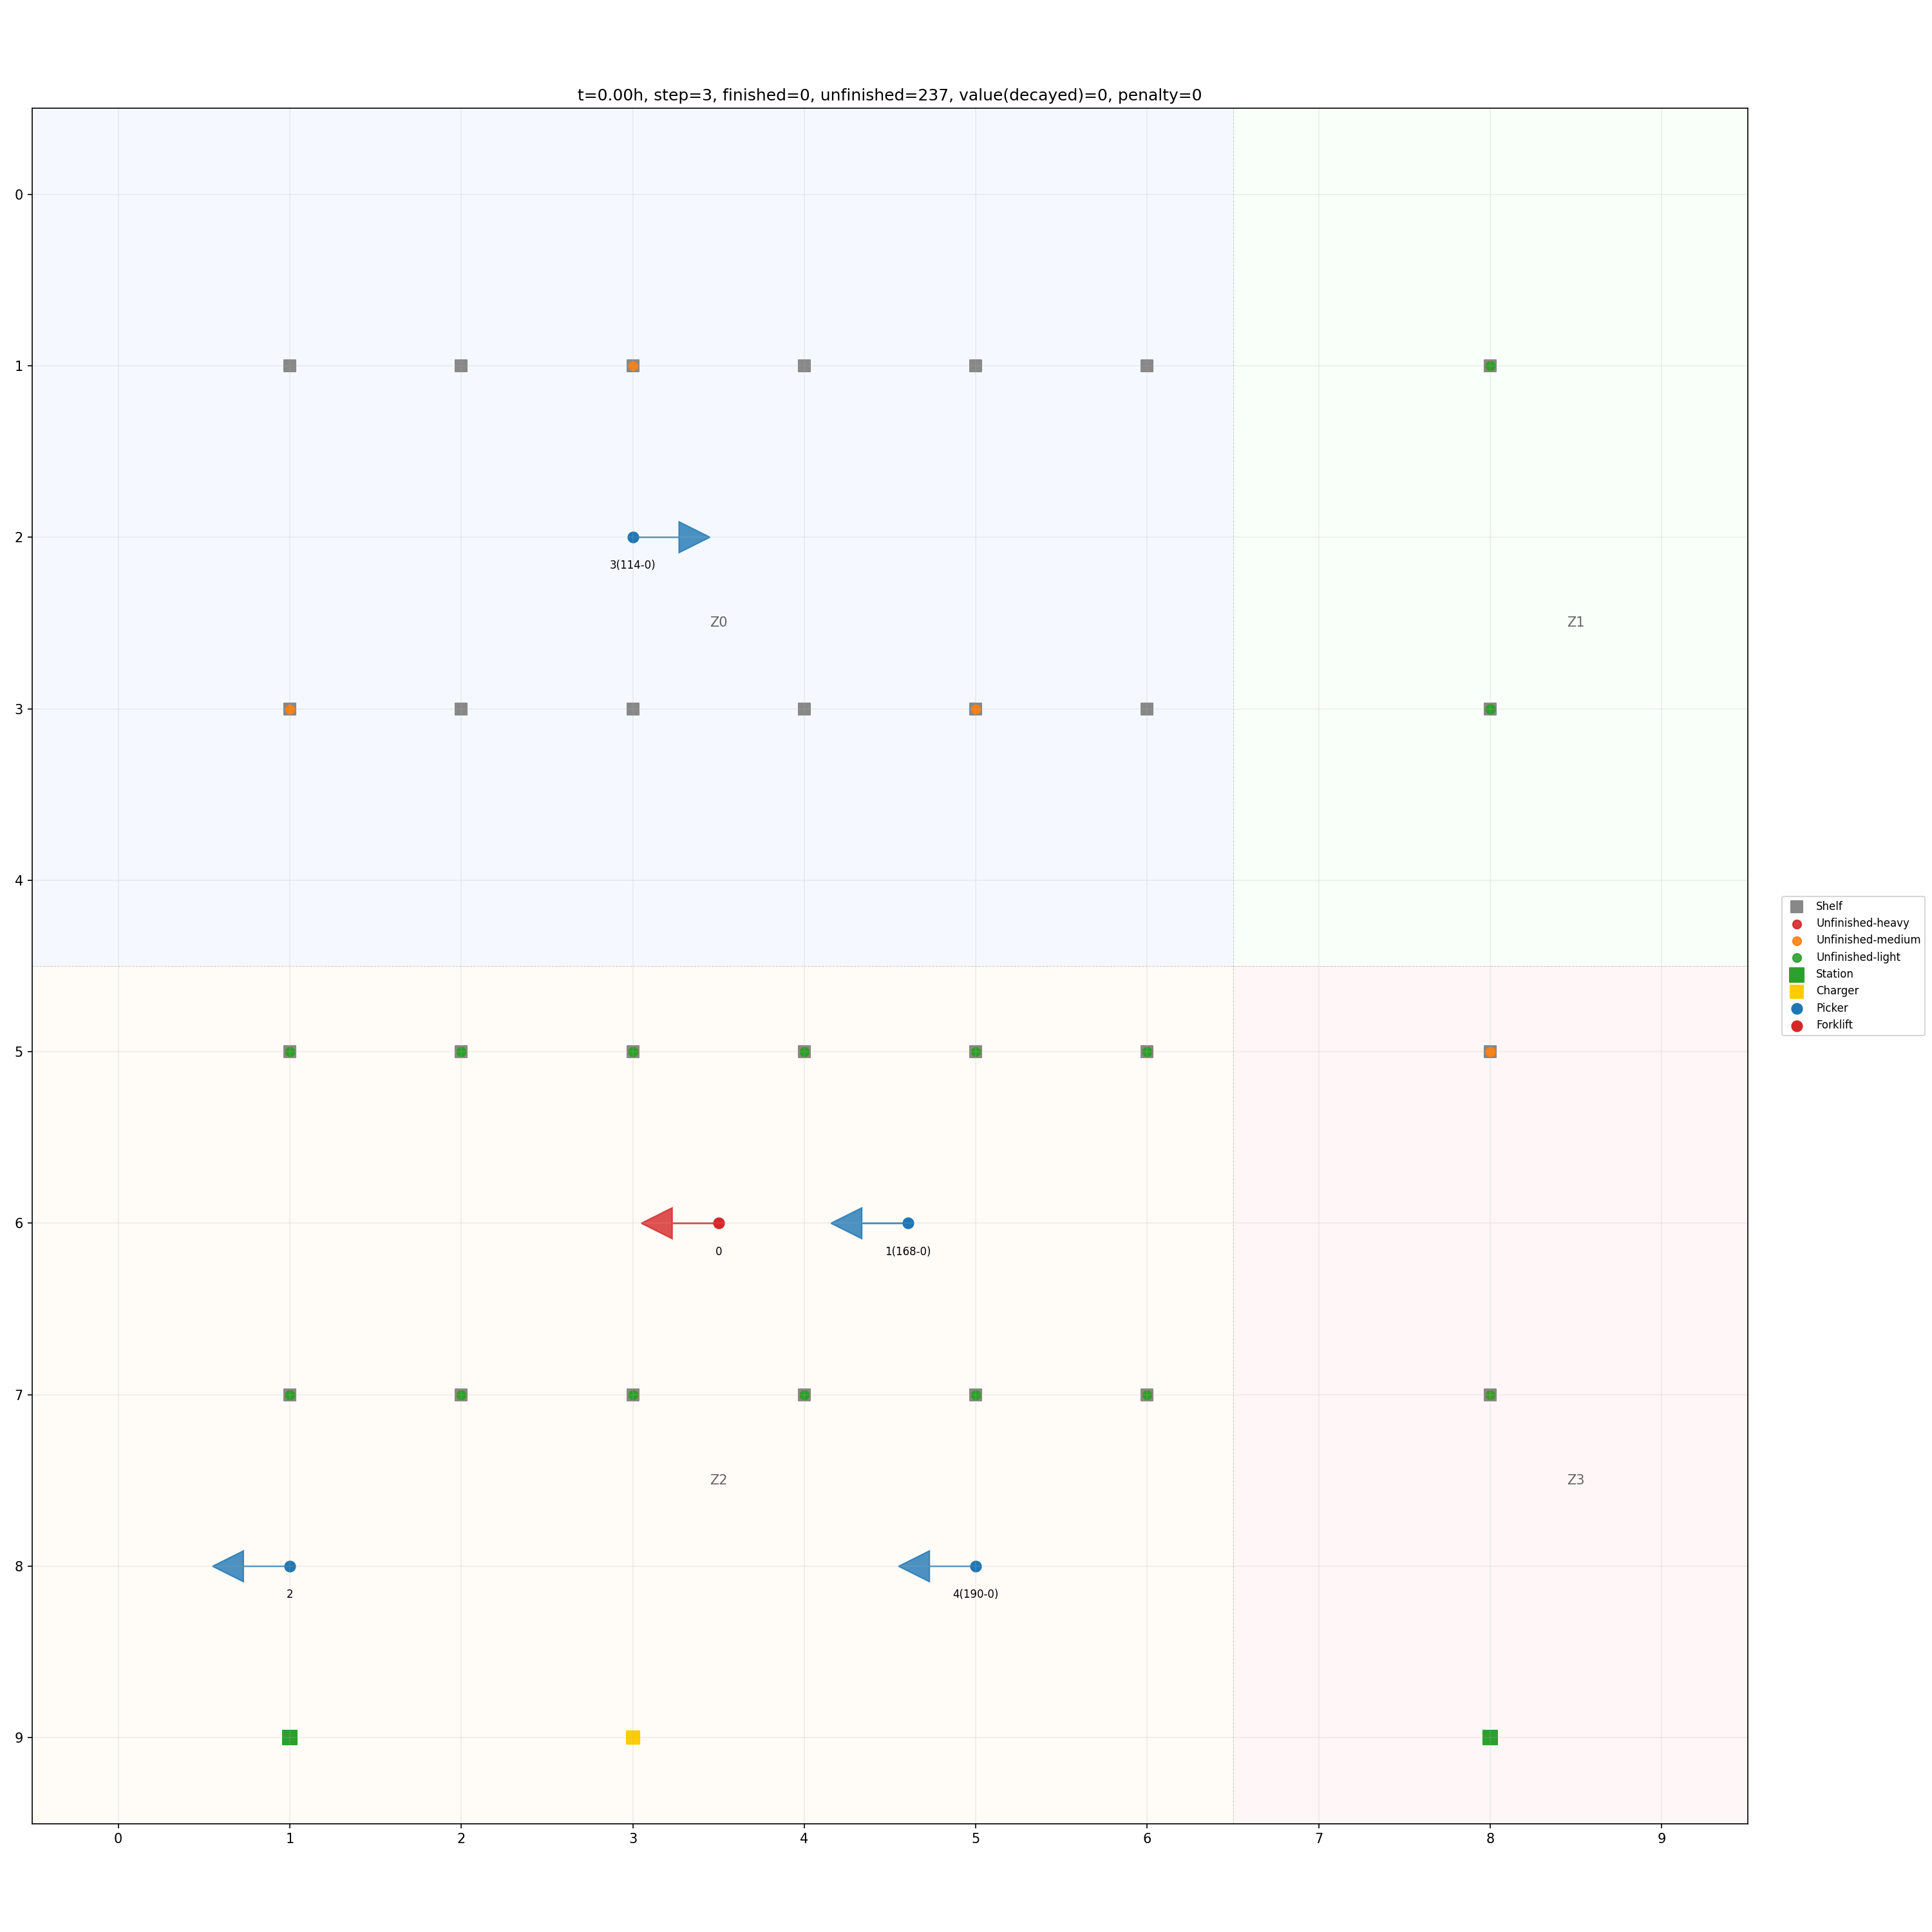 t=0.00h, step=3, finished=0, unfinished=237, value(decayed)=0, penalty=0
0
1
2
3(114-0)
Z0
Z1
3
4
Shelf
Unfinished-heavy
Unfinished-medium
Unfinished-light
Station
Charger
Picker
Forklift
5
6
0
1(168-0)
7
Z2
Z3
8
2
4(190-0)
9
0 1 2 3 4 5 6 7 8 9